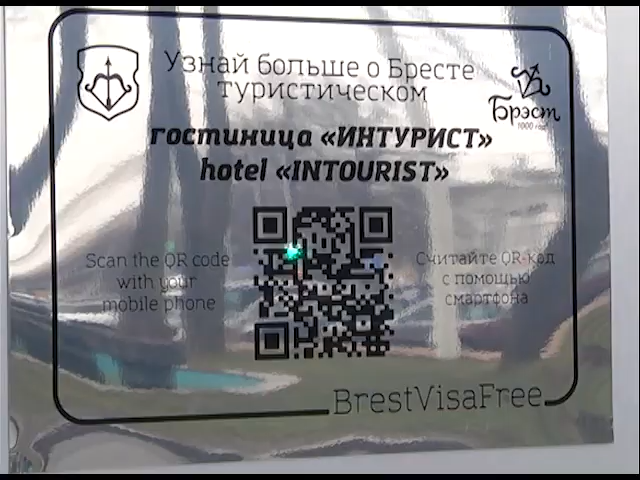 Узнай больше о Бресте
туристическом
Брэст
1000 год
гостиница «ИНТУРИСТ»
hotel «INTOURIST»
Scan the QR code
with your
mobile phone
Считайте QR-код
с помощью
смартфона
BrestVisaFree